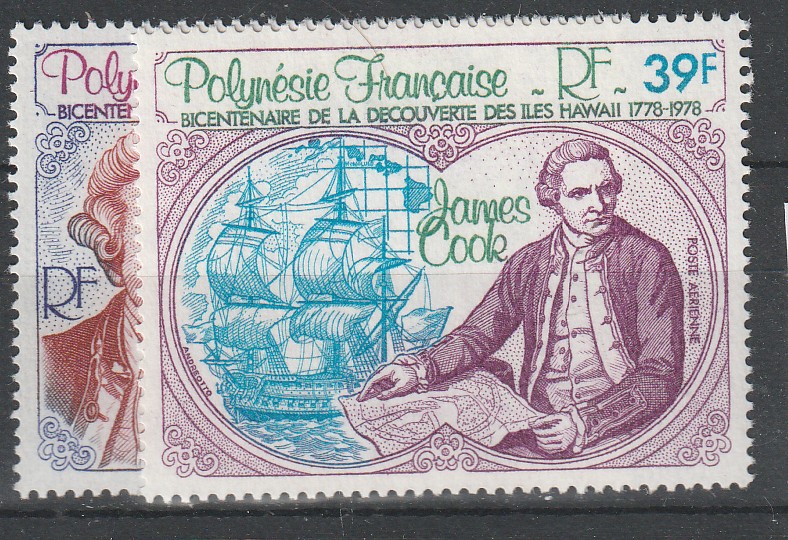 Poly
BICENTE
RF
Polynésie Française - RF - 39F
BICENTENAIRE DE LA DECOUVERTE DES ILES HAWAII 1778-1978
James
Cook
POSTE AERIENNE
ANDREOTTO